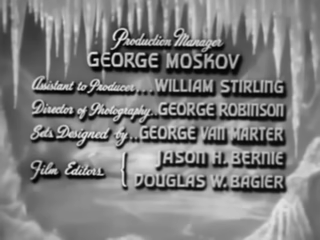 Production Manager
GEORGE MOSKOV
Assistant to Producer... WILLIAM STIRLING
Director of Photography.. GEORGE ROBINSON
Sets Designed by.. GEORGE VAN MARTER
Film Editors { JASON H. BERNIE
DOUGLAS W. BAGIER